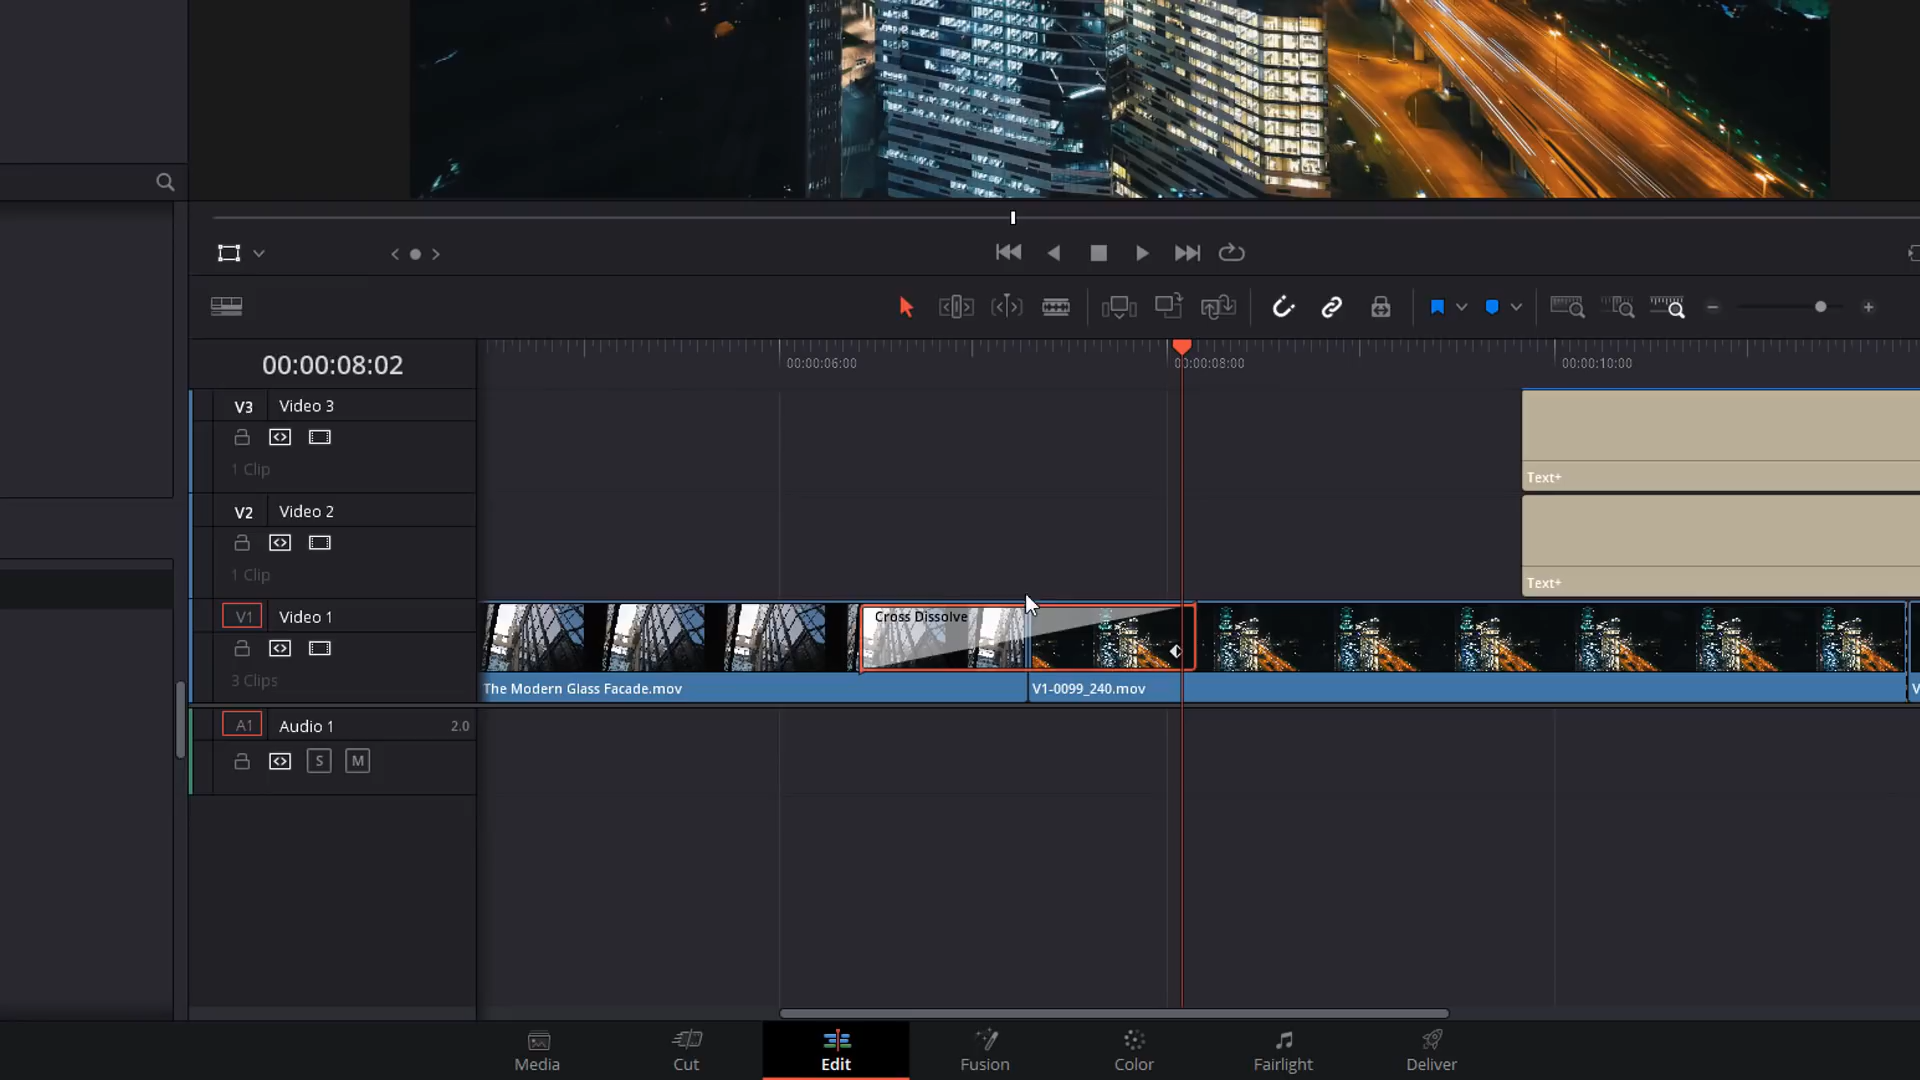 00:00:08:02
00:00:06:00
00:00:08:00
00:00:10:00
V3 Video 3
1 Clip
Text+
V2 Video 2
1 Clip
Text+
V1 Video 1
3 Clips
Cross Dissolve
The Modern Glass Facade.mov
V1-0099_240.mov
V
A1 Audio 1 2.0
S M
Media
Cut
Edit
Fusion
Color
Fairlight
Deliver